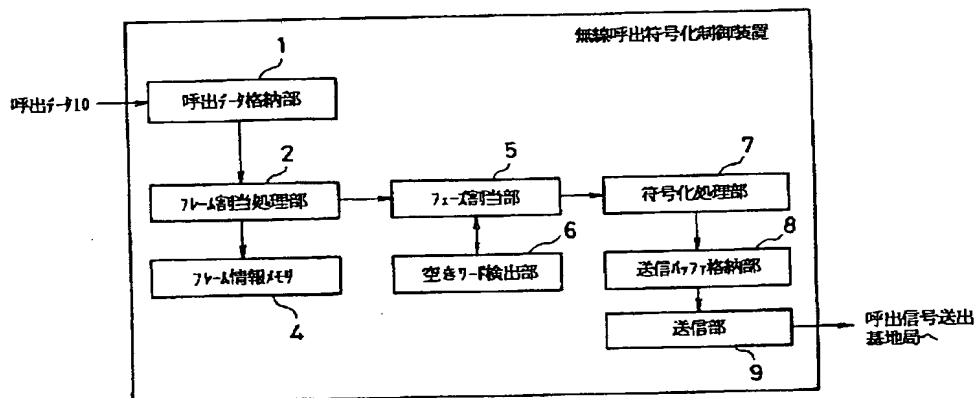 無線呼出符号化制御装置
1
呼出データ10
呼出データ格納部
2
フレーム割当処理部
5
フェーズ割当部
7
符号化処理部
フレーム情報メモリ
4
6
空きワード検出部
8
送信バッファ格納部
送信部
9
呼出信号送出
基地局へ